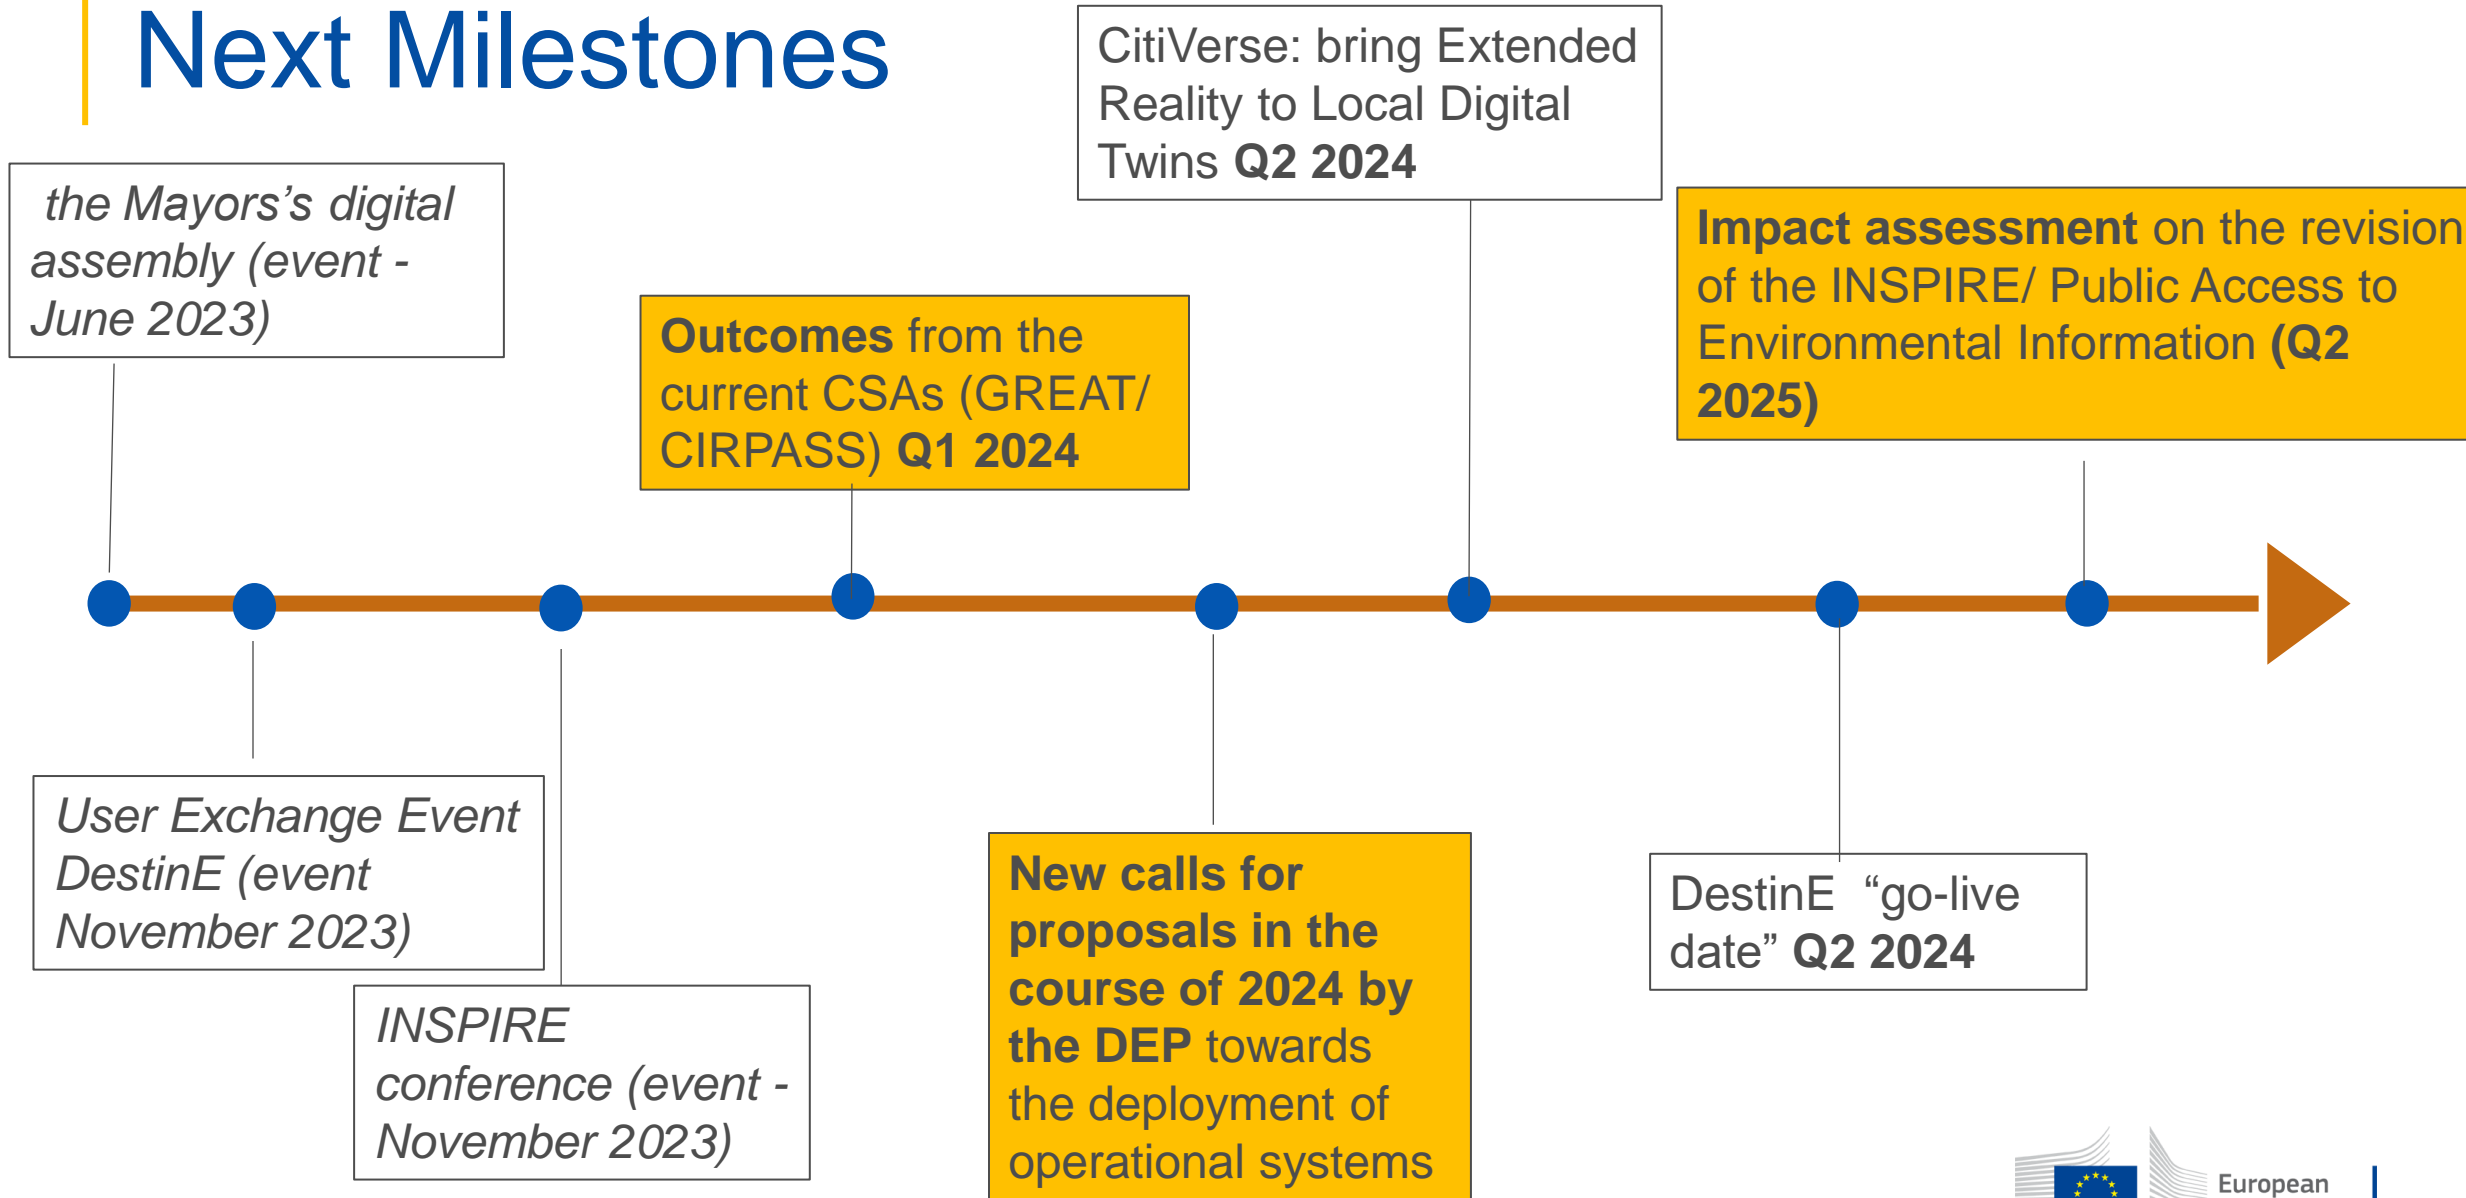 Next Milestones
CitiVerse: bring Extended
Reality to Local Digital
Twins Q2 2024
the Mayors’s digital
assembly (event -
June 2023)
Impact assessment on the revision
of the INSPIRE/ Public Access to
Environmental Information (Q2
2025)
Outcomes from the
current CSAs (GREAT/
CIRPASS) Q1 2024
User Exchange Event
DestinE (event
November 2023)
INSPIRE
conference (event -
November 2023)
New calls for
proposals in the
course of 2024 by
the DEP towards
the deployment of
operational systems
DestinE “go-live
date” Q2 2024
European